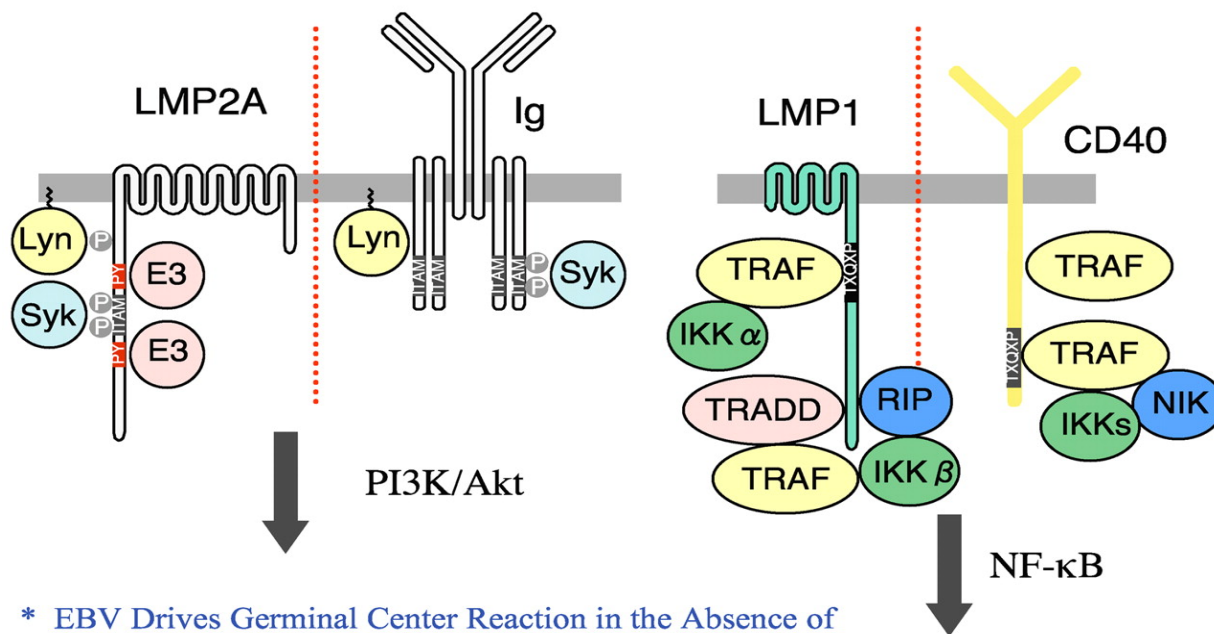 LMP2A
Ig
LMP1
CD40
Lyn
P
PY
E3
Syk
P
P
ITAM
PY
E3
Lyn
ITAM
ITAM
ITAM
ITAM
P
P
Syk
TRAF
TXQXP
IKK α
TRADD
RIP
TRAF
IKK β
TRAF
TXQXP
TRAF
IKKs
NIK
PI3K/Akt
NF-κB
* EBV Drives Germinal Center Reaction in the Absence of